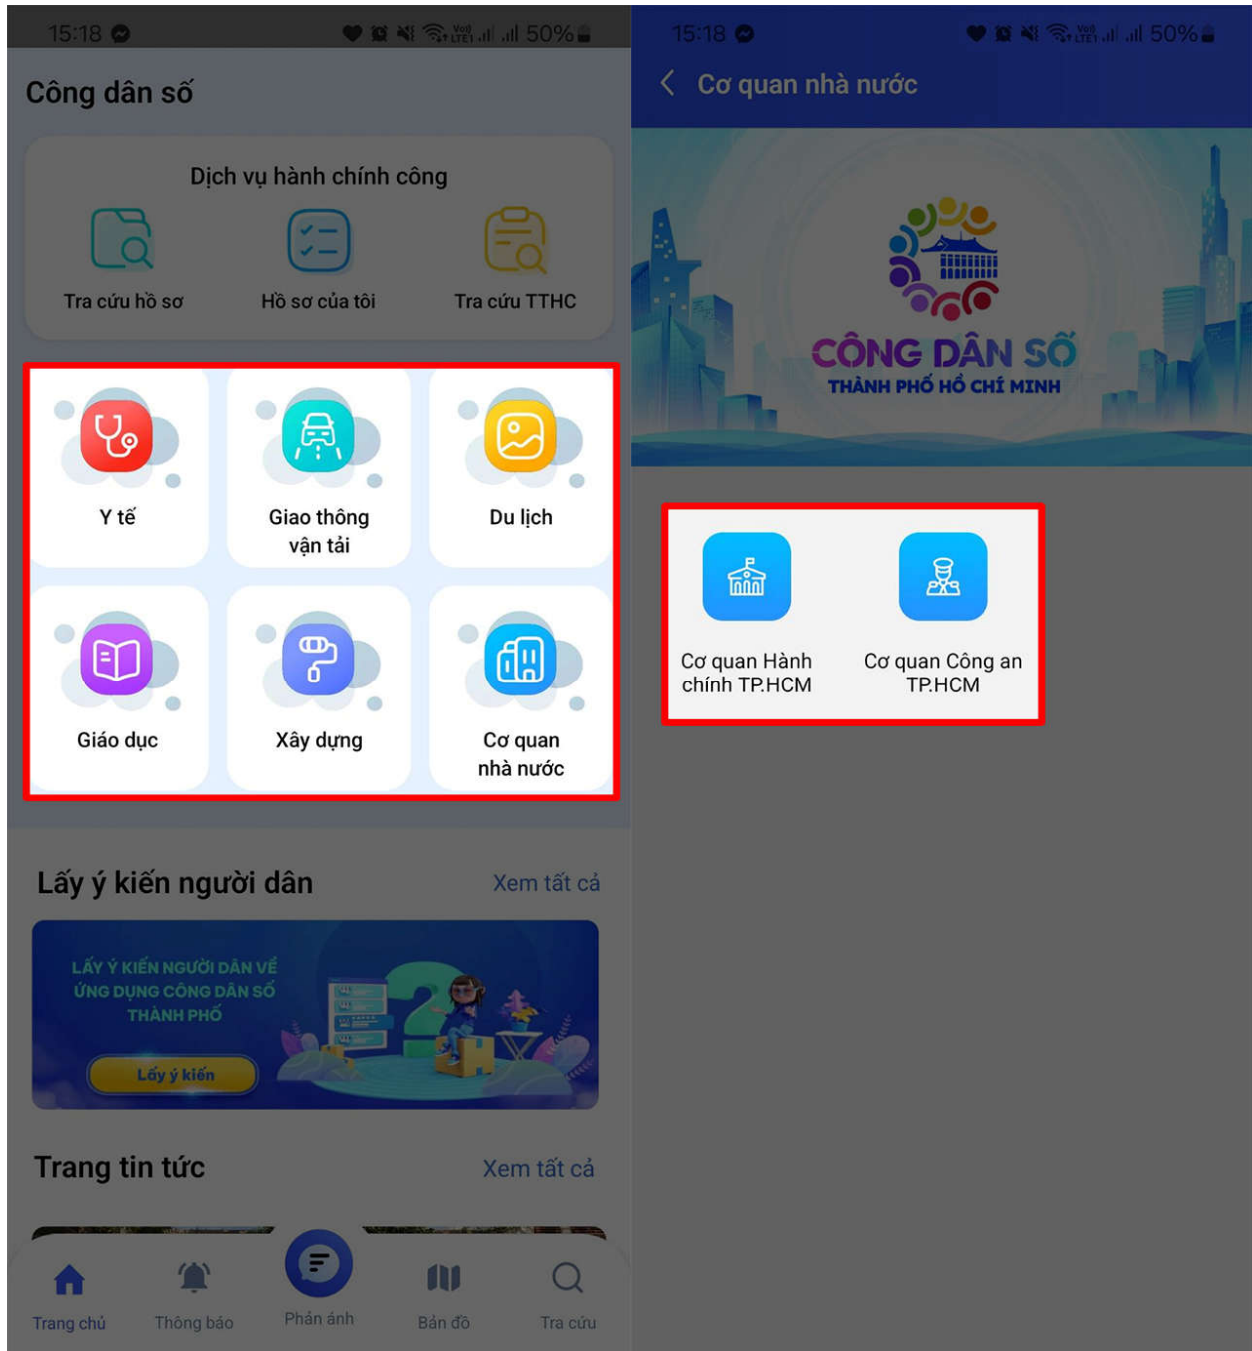 15:18
50%
Công dân số
Dịch vụ hành chính công
Tra cứu hồ sơ
Hồ sơ của tôi
Tra cứu TTHC
Y tế
Giao thông
vận tải
Du lịch
Giáo dục
Xây dựng
Cơ quan
nhà nước
Lấy ý kiến người dân
Xem tất cả
LẤY Ý KIẾN NGƯỜI DÂN VỀ
ỨNG DỤNG CÔNG DÂN SỐ
THÀNH PHỐ
Lấy ý kiến
Trang tin tức
Xem tất cả
Trang chủ
Thông báo
Phản ánh
Bản đồ
Tra cứu
15:18
50%
Cơ quan nhà nước
CÔNG DÂN SỐ
THÀNH PHỐ HỒ CHÍ MINH
Cơ quan Hành
chính TP.HCM
Cơ quan Công an
TP.HCM